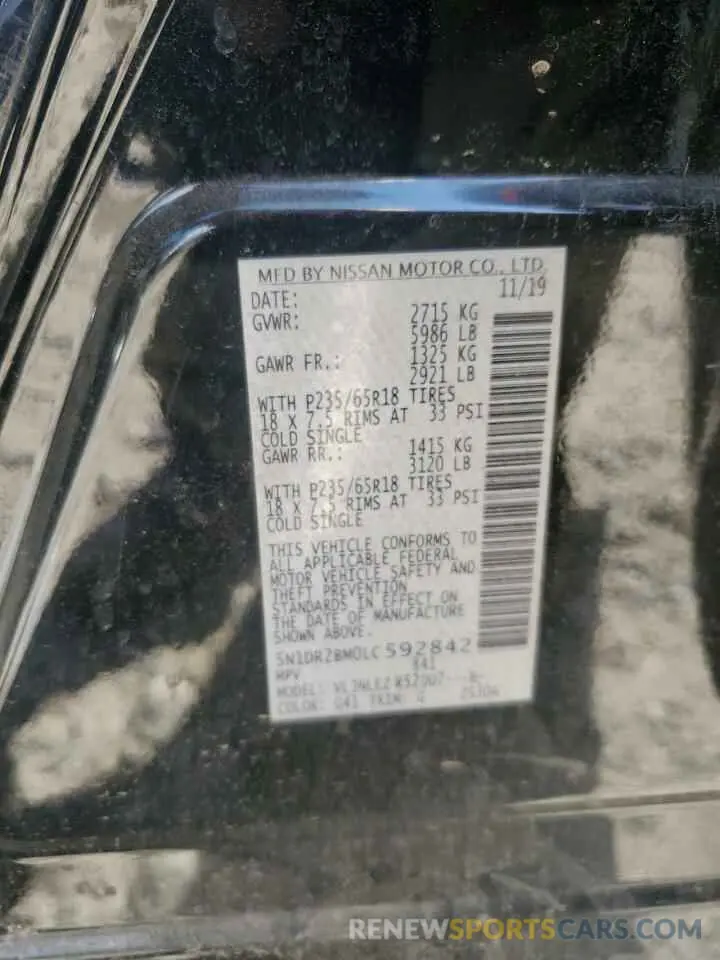 MFD BY NISSAN MOTOR CO., LTD.
DATE: 11/19
GVWR: 2715 KG
5986 LB
GAWR FR.: 1325 KG
2921 LB
WITH P235/65R18 TIRES
18 X 7.5 RIMS AT 33 PSI
COLD SINGLE
GAWR RR.: 1415 KG
3120 LB
WITH P235/65R18 TIRES
18 X 7.5 RIMS AT 33 PSI
COLD SINGLE
THIS VEHICLE CONFORMS TO
ALL APPLICABLE FEDERAL
MOTOR VEHICLE SAFETY AND
THEFT PREVENTION
STANDARDS IN EFFECT ON
THE DATE OF MANUFACTURE
SHOWN ABOVE.
5N1DR2BM0LC592842
MPV
MODEL:
COLOR: G41 TRIM: G
RENEWSPORTSCARS.COM